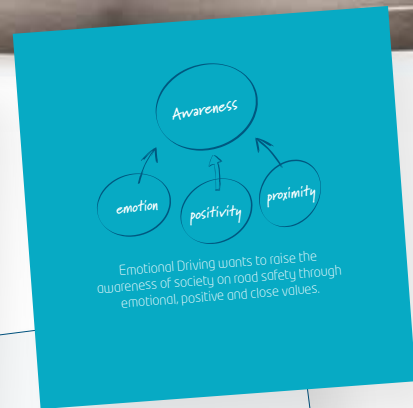 Awareness
emotion
positivity
proximity
Emotional Driving wants to raise the
awareness of society on road safety through
emotional, positive and close values.